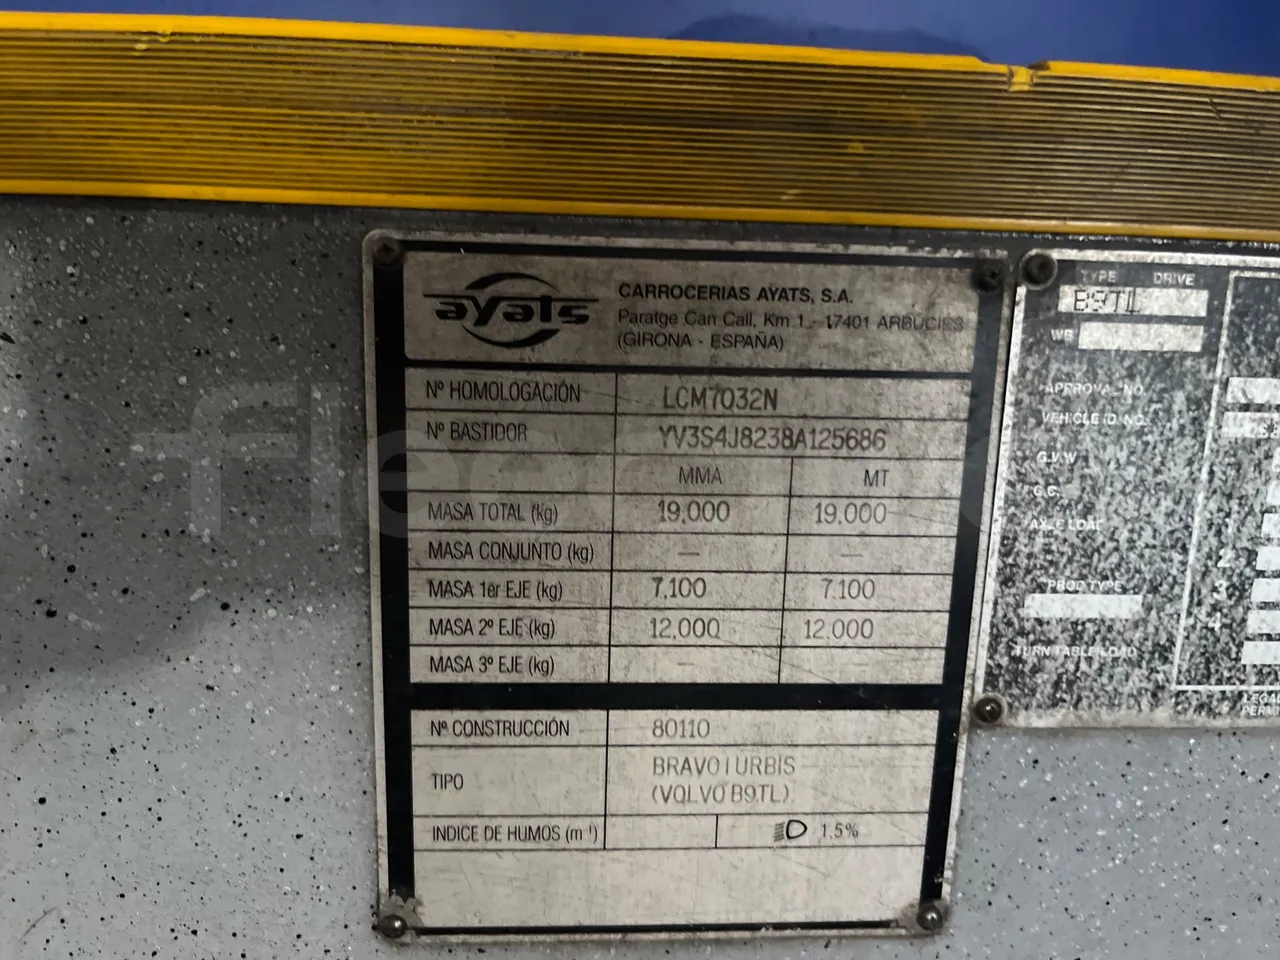 ayats
CARROCERIAS AYATS, S.A.
Paratge Can Call, Km 1 - 17401 ARBÚCIES
(GIRONA - ESPAÑA)
Nº HOMOLOGACIÓN LCM7032N
Nº BASTIDOR YV3S4J8238A125686
MMA MT
MASA TOTAL (kg) 19,000 19,000
MASA CONJUNTO (kg) — —
MASA 1er EJE (kg) 7,100 7.100
MASA 2º EJE (kg) 12,000 12.000
MASA 3º EJE (kg) —
Nº CONSTRUCCIÓN 80110
TIPO BRAVO I URBIS
(VOLVO B9.TL)
INDICE DE HUMOS (m⁻¹) 1,5%
TYPE DRIVE
B9TL
WB
APPROVAL NO.
VEHICLE ID. NO.
G.V.W
G.C.
AXLE LOAD 1
2
3
4
PROD TYPE
TURN TABLE LOAD